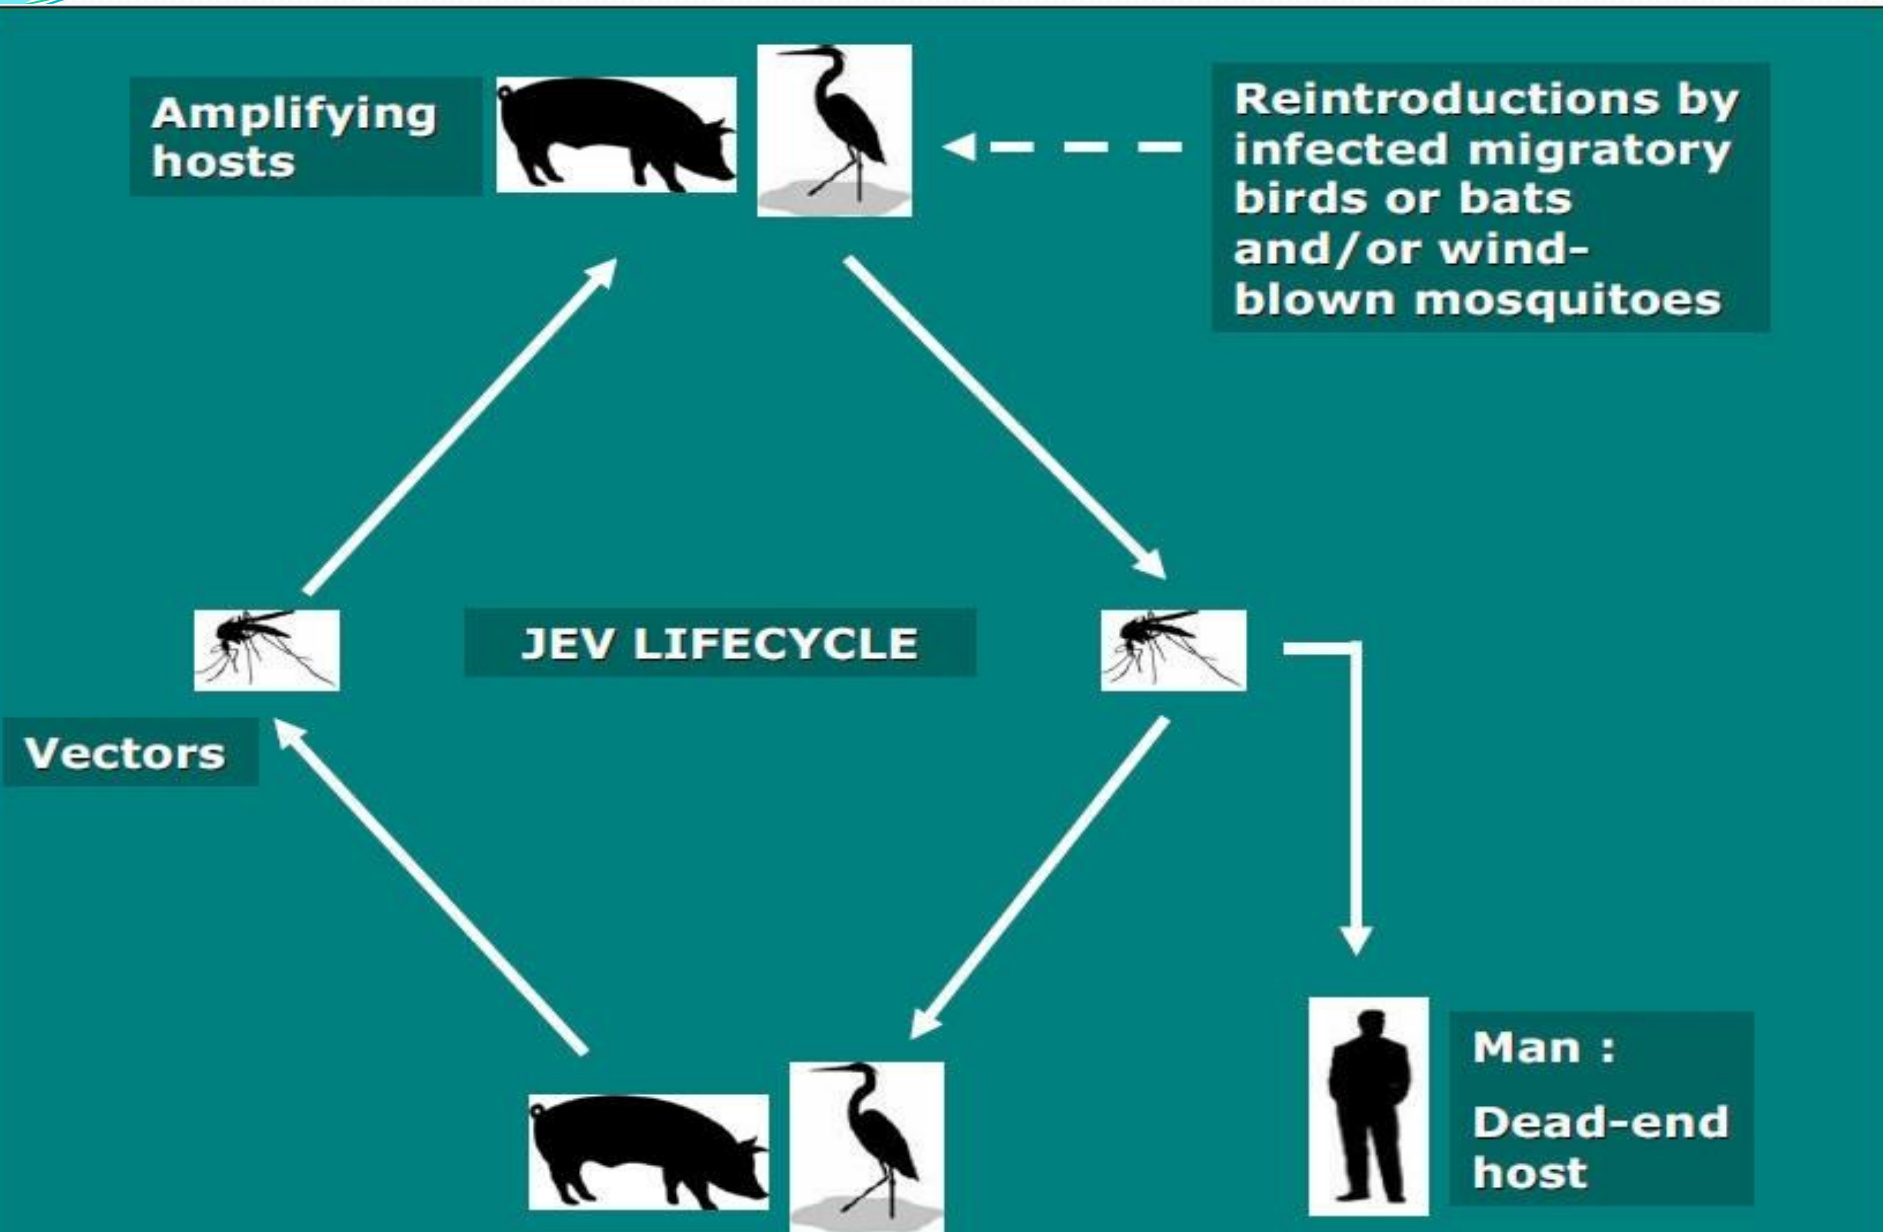 Amplifying
hosts
Reintroductions by
infected migratory
birds or bats
and/or wind-
blown mosquitoes
JEV LIFECYCLE
Vectors
Man :
Dead-end
host